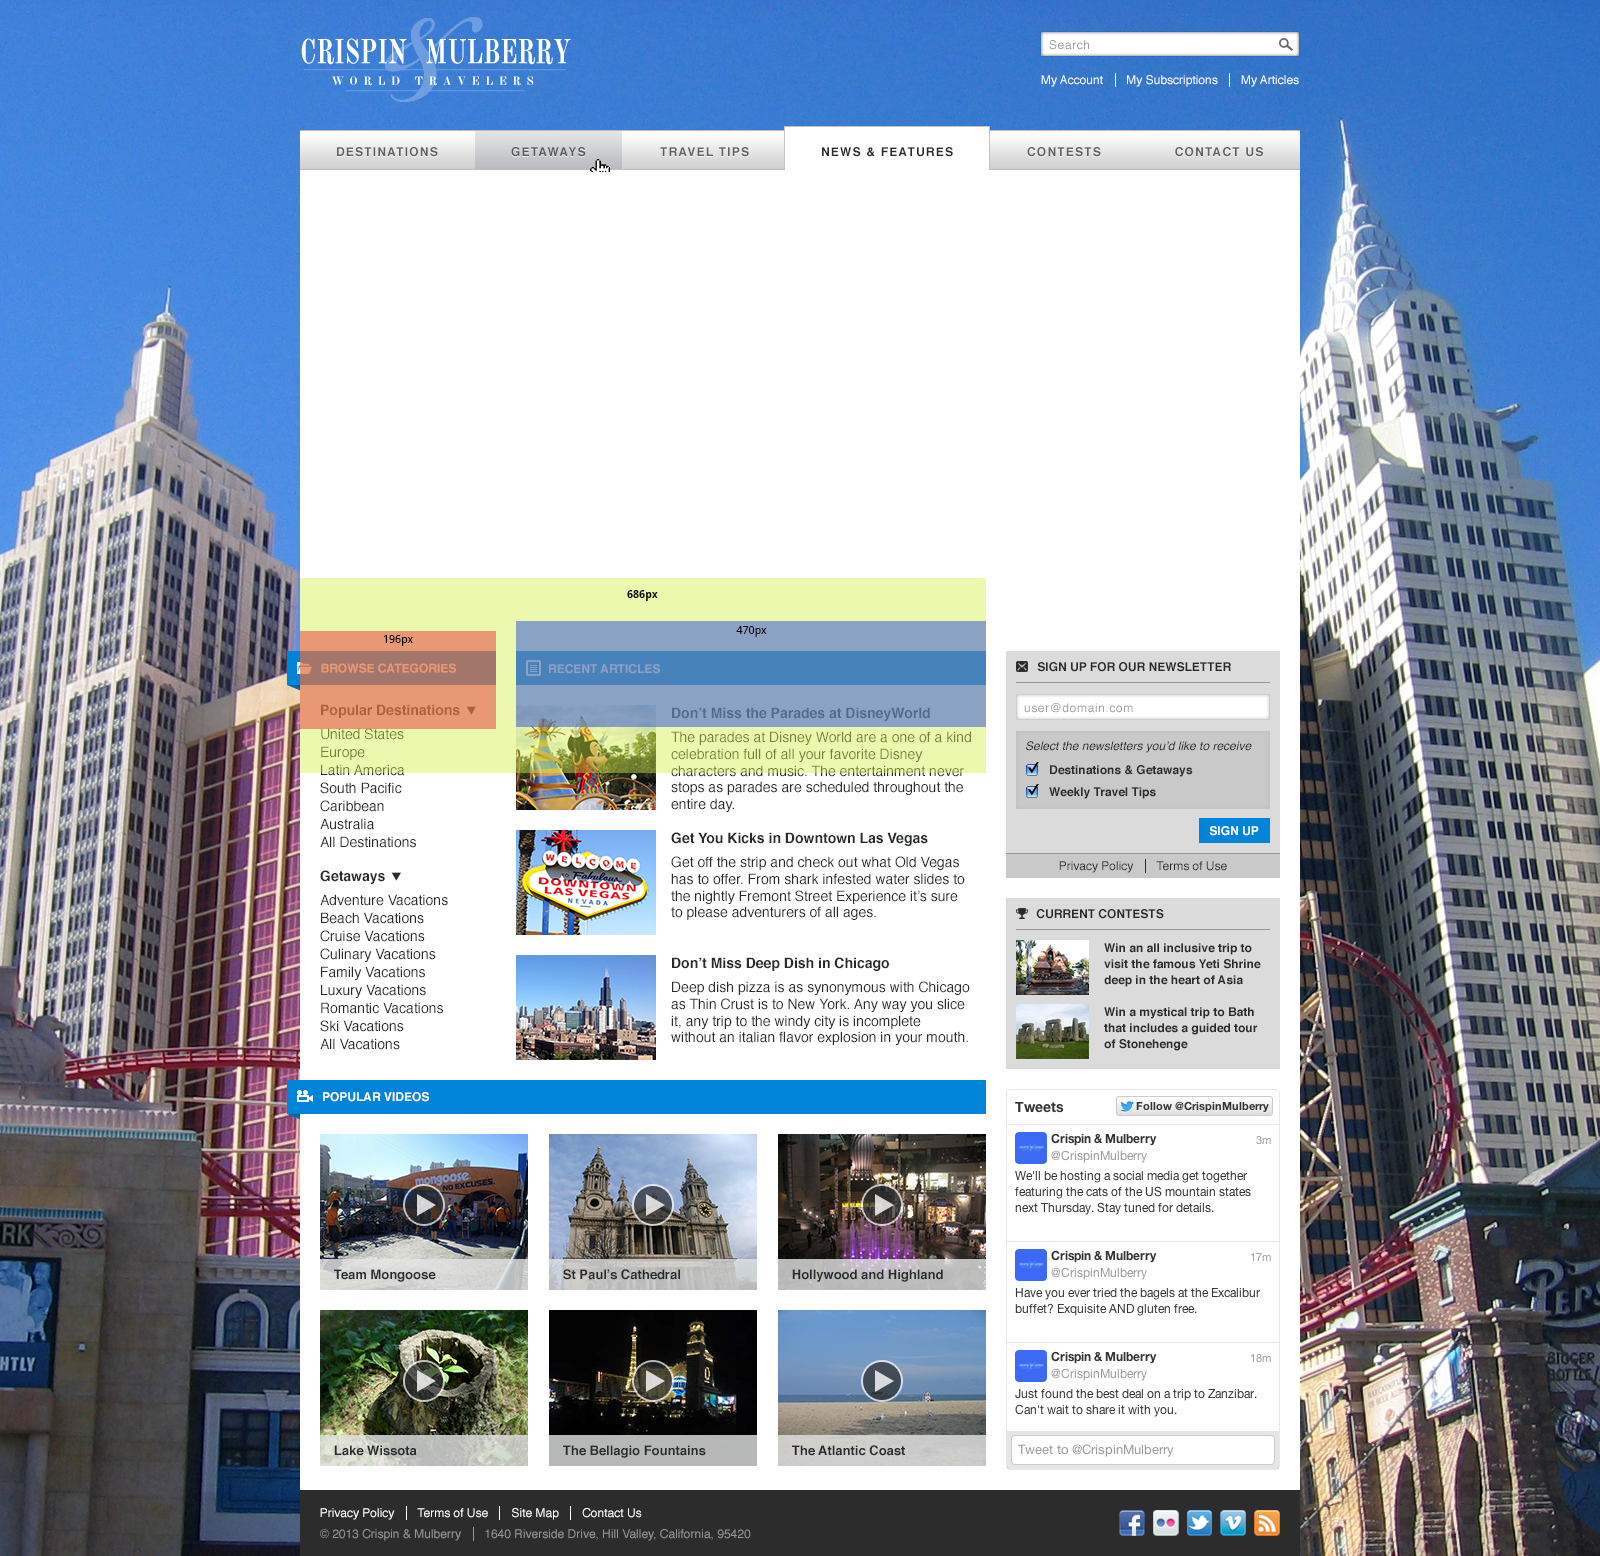 CRISPIN & MULBERRY
WORLD TRAVELERS
Search
My Account
My Subscriptions
My Articles
DESTINATIONS
GETAWAYS
TRAVEL TIPS
NEWS & FEATURES
CONTESTS
CONTACT US
686px
196px
470px
BROWSE CATEGORIES
Popular Destinations ▼
United States
Europe
Latin America
South Pacific
Caribbean
Australia
All Destinations
Getaways ▼
Adventure Vacations
Beach Vacations
Cruise Vacations
Culinary Vacations
Family Vacations
Luxury Vacations
Romantic Vacations
Ski Vacations
All Vacations
RECENT ARTICLES
Don't Miss the Parades at DisneyWorld
The parades at Disney World are a one of a kind
celebration full of all your favorite Disney
characters and music. The entertainment never
stops as parades are scheduled throughout the
entire day.
WELCOME
TO Fabulous
DOWNTOWN
LAS VEGAS
NEVADA
Get You Kicks in Downtown Las Vegas
Get off the strip and check out what Old Vegas
has to offer. From shark infested water slides to
the nightly Fremont Street Experience it's sure
to please adventurers of all ages.
Don't Miss Deep Dish in Chicago
Deep dish pizza is as synonymous with Chicago
as Thin Crust is to New York. Any way you slice
it, any trip to the windy city is incomplete
without an italian flavor explosion in your mouth.
SIGN UP FOR OUR NEWSLETTER
user@domain.com
Select the newsletters you'd like to receive
Destinations & Getaways
Weekly Travel Tips
SIGN UP
Privacy Policy
Terms of Use
CURRENT CONTESTS
Win an all inclusive trip to
visit the famous Yeti Shrine
deep in the heart of Asia
Win a mystical trip to Bath
that includes a guided tour
of Stonehenge
POPULAR VIDEOS
mongoose
NO EXCUSES.
Team Mongoose
St Paul's Cathedral
Hollywood and Highland
Lake Wissota
The Bellagio Fountains
The Atlantic Coast
Tweets
Follow @CrispinMulberry
Crispin & Mulberry
3m
@CrispinMulberry
We'll be hosting a social media get together
featuring the cats of the US mountain states
next Thursday. Stay tuned for details.
Crispin & Mulberry
17m
@CrispinMulberry
Have you ever tried the bagels at the Excalibur
buffet? Exquisite AND gluten free.
Crispin & Mulberry
18m
@CrispinMulberry
Just found the best deal on a trip to Zanzibar.
Can't wait to share it with you.
Tweet to @CrispinMulberry
Privacy Policy
Terms of Use
Site Map
Contact Us
© 2013 Crispin & Mulberry
1640 Riverside Drive, Hill Valley, California, 95420